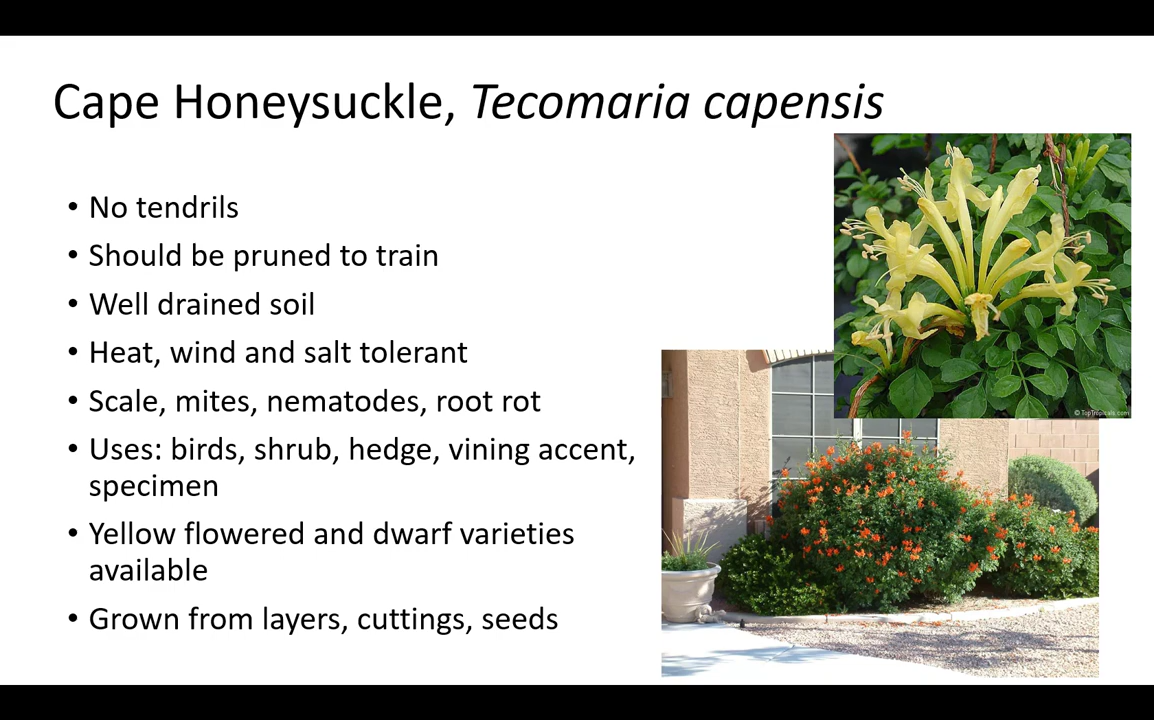 Cape Honeysuckle, Tecomaria capensis
• No tendrils
• Should be pruned to train
• Well drained soil
• Heat, wind and salt tolerant
• Scale, mites, nematodes, root rot
• Uses: birds, shrub, hedge, vining accent,
specimen
• Yellow flowered and dwarf varieties
available
• Grown from layers, cuttings, seeds
© TopTropicals.com